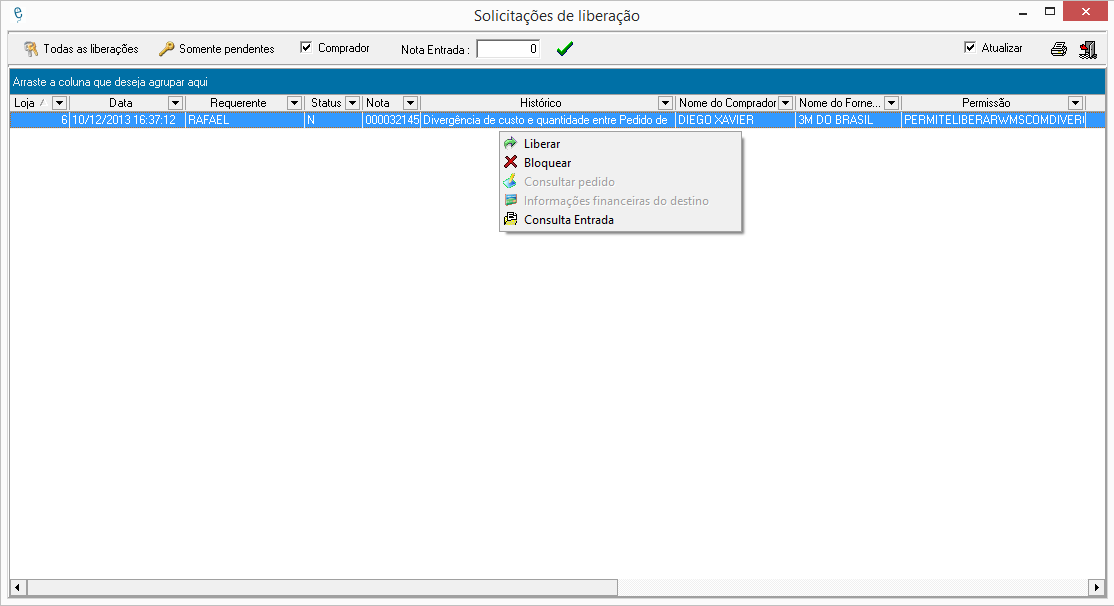 Solicitações de liberação
Todas as liberações Somente pendentes Comprador Nota Entrada : 0 Atualizar
Arraste a coluna que deseja agrupar aqui
Loja Data Requerente Status Nota Histórico Nome do Comprador Nome do Forne... Permissão
6 10/12/2013 16:37:12 RAFAEL N 000032145 Divergência de custo e quantidade entre Pedido de DIEGO XAVIER 3M DO BRASIL PERMITELIBERARWMSCOMDIVER
Liberar
Bloquear
Consultar pedido
Informações financeiras do destino
Consulta Entrada